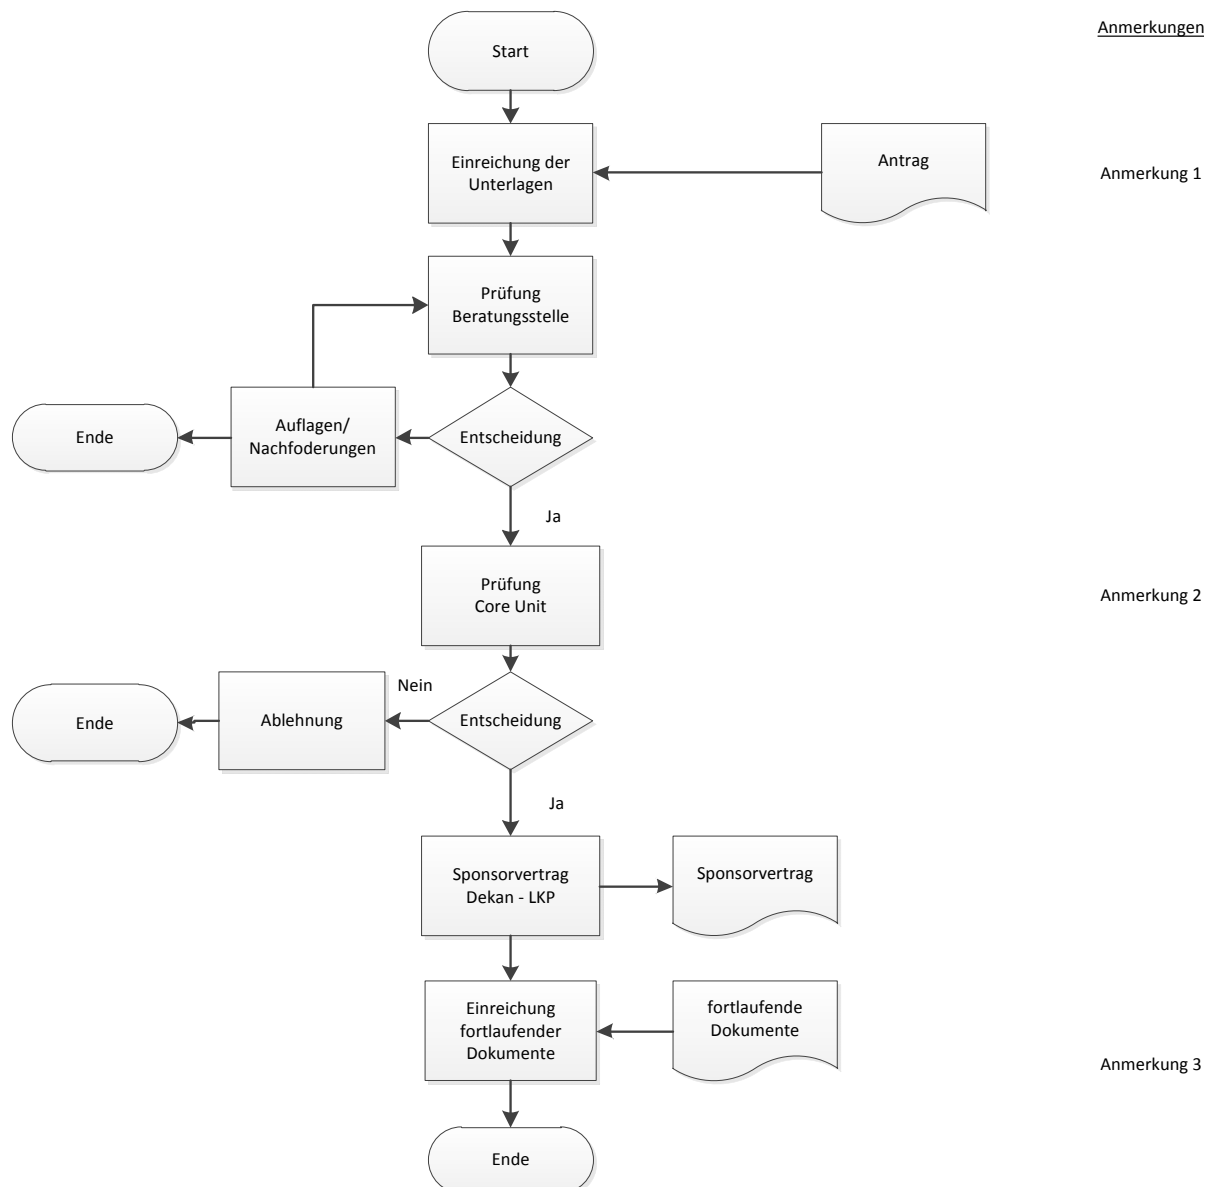 Start
Anmerkungen
Einreichung der
Unterlagen
Antrag
Anmerkung 1
Prüfung
Beratungsstelle
Ende
Auflagen/
Nachfoderungen
Entscheidung
Ja
Prüfung
Core Unit
Anmerkung 2
Ende
Ablehnung
Nein
Entscheidung
Ja
Sponsorvertrag
Dekan - LKP
Sponsorvertrag
Einreichung
fortlaufender
Dokumente
fortlaufende
Dokumente
Anmerkung 3
Ende